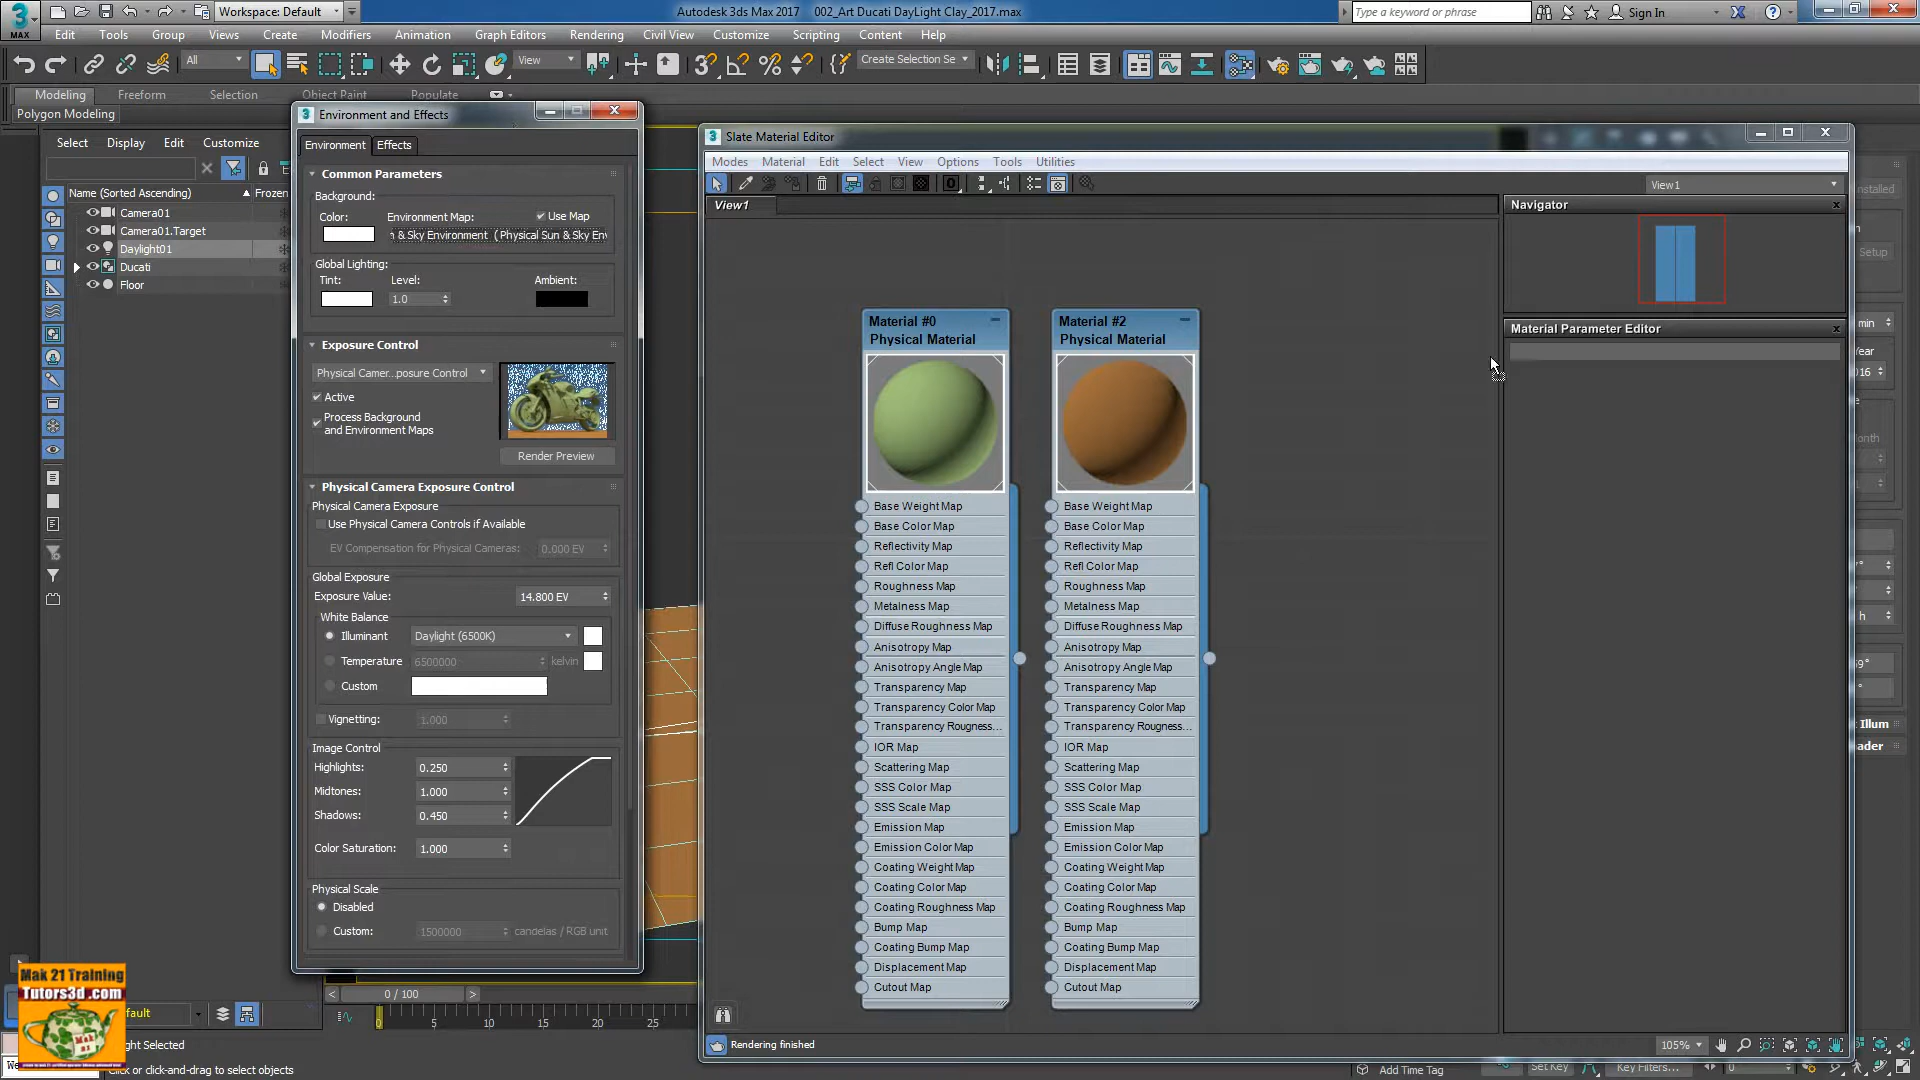 Workspace: Default
Autodesk 3ds Max 2017    002_Art Ducati DayLight Clay_2017.max
Type a keyword or phrase
Sign In
MAX
Edit Tools Group Views Create Modifiers Animation Graph Editors Rendering Civil View Customize Scripting Content Help
All
View
Create Selection Se
Modeling Freeform Selection Object Paint Populate
Polygon Modeling
Select Display Edit Customize
Name (Sorted Ascending) Frozen
Camera01
Camera01.Target
Daylight01
Ducati
Floor
Environment and Effects
Environment Effects
Common Parameters
Background:
Color: Environment Map: Use Map
& Sky Environment ( Physical Sun & Sky Env
Global Lighting:
Tint: Level: Ambient:
1.0
Exposure Control
Physical Camer...posure Control
Active
Process Background
and Environment Maps
Render Preview
Physical Camera Exposure Control
Physical Camera Exposure
Use Physical Camera Controls if Available
EV Compensation for Physical Cameras: 0.000 EV
Global Exposure
Exposure Value: 14.800 EV
White Balance
Illuminant Daylight (6500K)
Temperature 6500000 kelvin
Custom
Vignetting: 1.000
Image Control
Highlights: 0.250
Midtones: 1.000
Shadows: 0.450
Color Saturation: 1.000
Physical Scale
Disabled
Custom: 1500000 candelas / RGB unit
Slate Material Editor
Modes Material Edit Select View Options Tools Utilities
View1
View1
Navigator
Material Parameter Editor
Material #0
Physical Material
Base Weight Map
Base Color Map
Reflectivity Map
Refl Color Map
Roughness Map
Metalness Map
Diffuse Roughness Map
Anisotropy Map
Anisotropy Angle Map
Transparency Map
Transparency Color Map
Transparency Rougness...
IOR Map
Scattering Map
SSS Color Map
SSS Scale Map
Emission Map
Emission Color Map
Coating Weight Map
Coating Color Map
Coating Roughness Map
Bump Map
Coating Bump Map
Displacement Map
Cutout Map
Material #2
Physical Material
Base Weight Map
Base Color Map
Reflectivity Map
Refl Color Map
Roughness Map
Metalness Map
Diffuse Roughness Map
Anisotropy Map
Anisotropy Angle Map
Transparency Map
Transparency Color Map
Transparency Rougness...
IOR Map
Scattering Map
SSS Color Map
SSS Scale Map
Emission Map
Emission Color Map
Coating Weight Map
Coating Color Map
Coating Roughness Map
Bump Map
Coating Bump Map
Displacement Map
Cutout Map
Rendering finished
105%
Setup
min
Year
016
h
Illum
Mak 21 Training
Tutors3d.com
Mak 21
fault
0 / 100
0 5 10 15 20 25
ght Selected
We
Click or click-and-drag to select objects
Add Time Tag
Set Key
Key Filters...
0